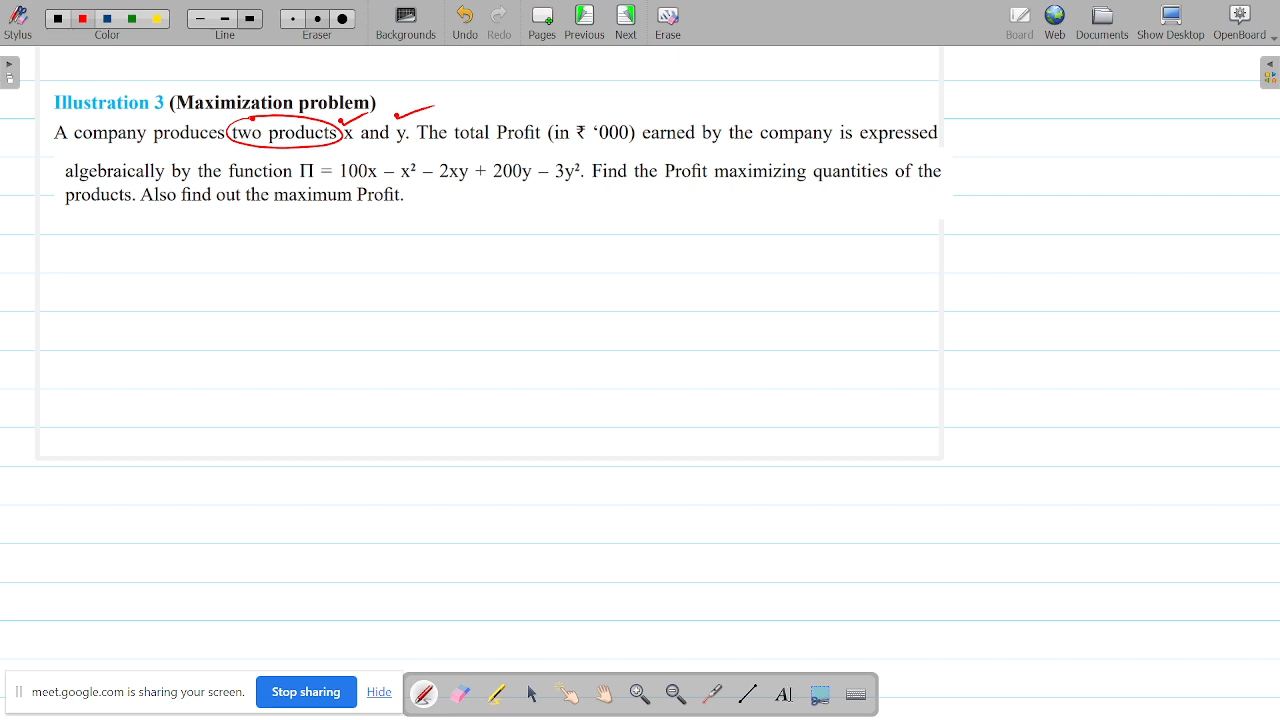 Stylus
Color
Line
Eraser
Backgrounds
Undo
Redo
Pages
Previous
Next
Erase
Board
Web
Documents
Show Desktop
OpenBoard
Illustration 3 (Maximization problem)
A company produces two products x and y. The total Profit (in ₹ ‘000) earned by the company is expressed
algebraically by the function Π = 100x – x² – 2xy + 200y – 3y². Find the Profit maximizing quantities of the
products. Also find out the maximum Profit.
meet.google.com is sharing your screen.
Stop sharing
Hide